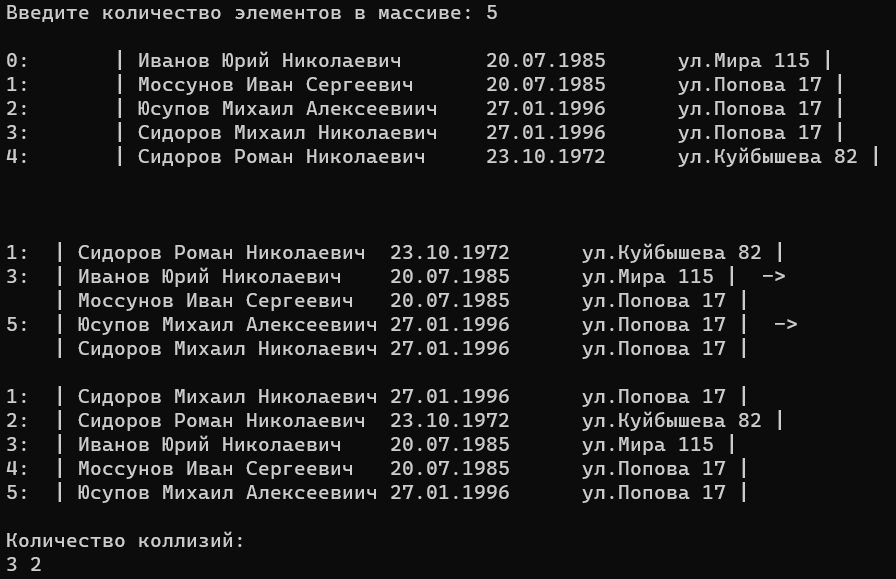 Введите количество элементов в массиве: 5
0: | Иванов Юрий Николаевич 20.07.1985 ул.Мира 115 |
1: | Моссунов Иван Сергеевич 20.07.1985 ул.Попова 17 |
2: | Юсупов Михаил Алексеевиич 27.01.1996 ул.Попова 17 |
3: | Сидоров Михаил Николаевич 27.01.1996 ул.Попова 17 |
4: | Сидоров Роман Николаевич 23.10.1972 ул.Куйбышева 82 |
1: | Сидоров Роман Николаевич 23.10.1972 ул.Куйбышева 82 |
3: | Иванов Юрий Николаевич 20.07.1985 ул.Мира 115 | ->
| Моссунов Иван Сергеевич 20.07.1985 ул.Попова 17 |
5: | Юсупов Михаил Алексеевиич 27.01.1996 ул.Попова 17 | ->
| Сидоров Михаил Николаевич 27.01.1996 ул.Попова 17 |
1: | Сидоров Михаил Николаевич 27.01.1996 ул.Попова 17 |
2: | Сидоров Роман Николаевич 23.10.1972 ул.Куйбышева 82 |
3: | Иванов Юрий Николаевич 20.07.1985 ул.Мира 115 |
4: | Моссунов Иван Сергеевич 20.07.1985 ул.Попова 17 |
5: | Юсупов Михаил Алексеевиич 27.01.1996 ул.Попова 17 |
Количество коллизий:
3 2